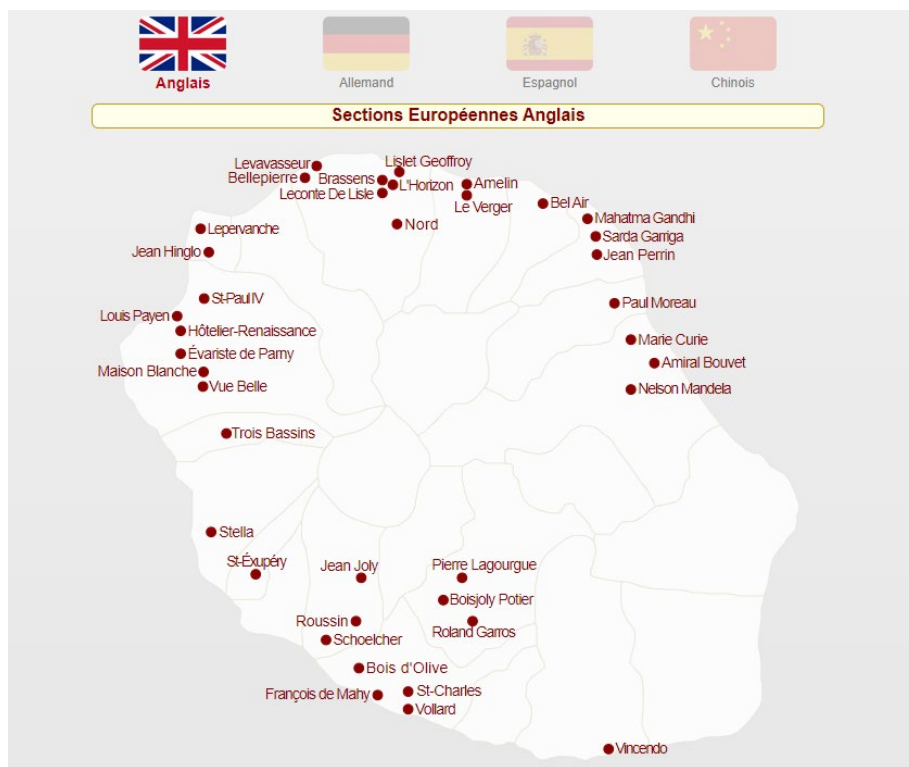 Anglais
Allemand
Espagnol
Chinois
Sections Européennes Anglais
Levavasseur
Lislet Geoffroy
Bellepierre
Brassens
L'Horizon
Amelin
Leconte De Lisle
Le Verger
Bel Air
Mahatma Gandhi
Nord
Lepervanche
Sarda Garriga
Jean Hinglo
Jean Perrin
St-Paul IV
Paul Moreau
Louis Payen
Hôtelier-Renaissance
Marie Curie
Évariste de Parny
Amiral Bouvet
Maison Blanche
Vue Belle
Nelson Mandela
Trois Bassins
Stella
St-Éxupéry
Jean Joly
Pierre Lagourgue
Boisjoly Potier
Roussin
Roland Garros
Schoelcher
Bois d'Olive
François de Mahy
St-Charles
Vollard
Vincendo